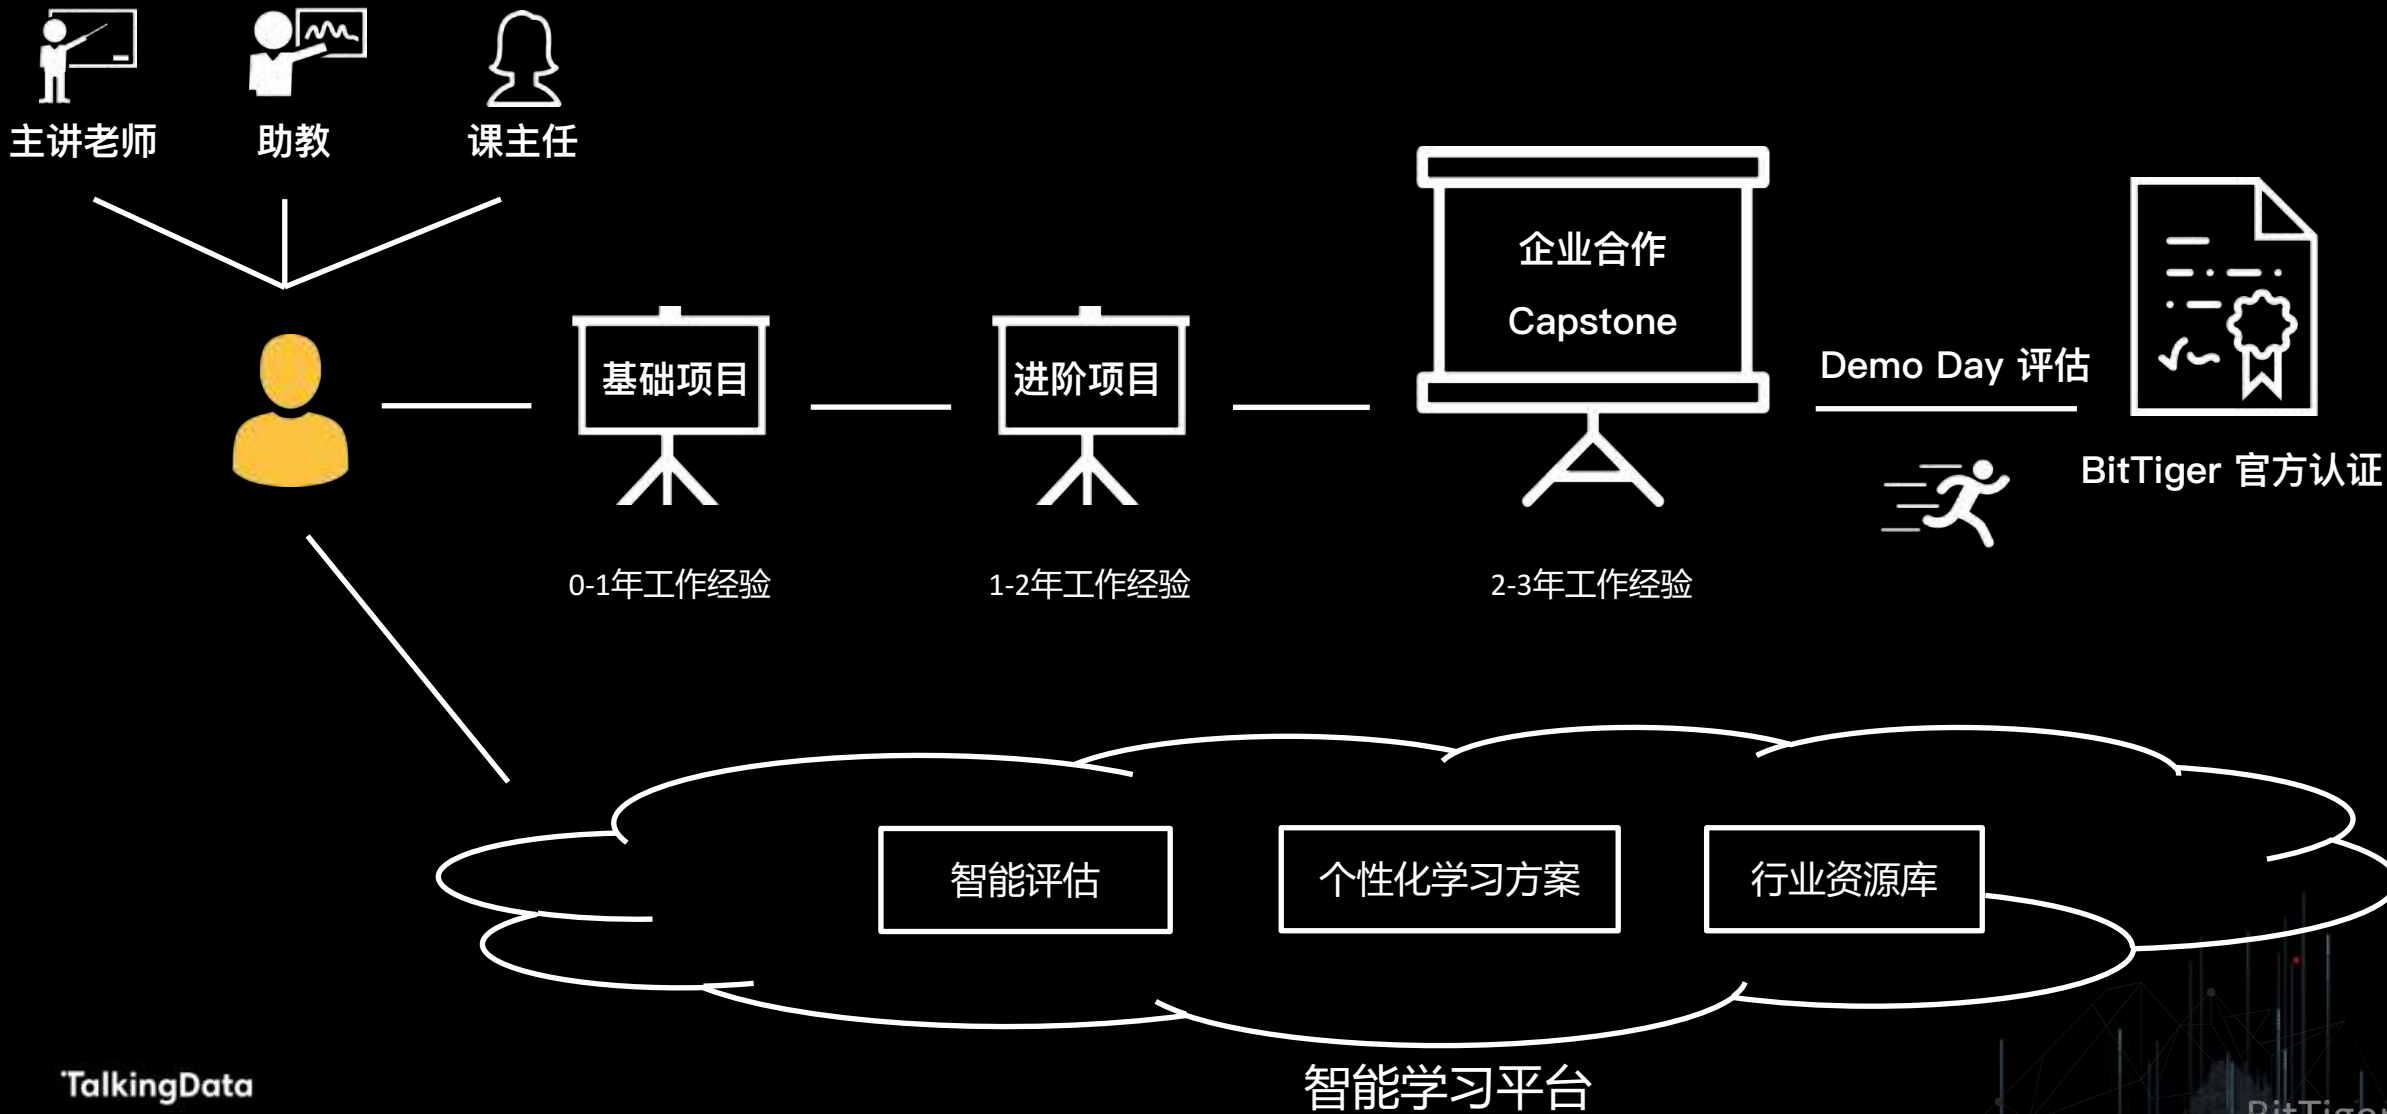 主讲老师
助教
课主任
企业合作
Capstone
基础项目
进阶项目
Demo Day 评估
BitTiger 官方认证
0-1年工作经验
1-2年工作经验
2-3年工作经验
智能评估
个性化学习方案
行业资源库
智能学习平台
TalkingData
BitTiger